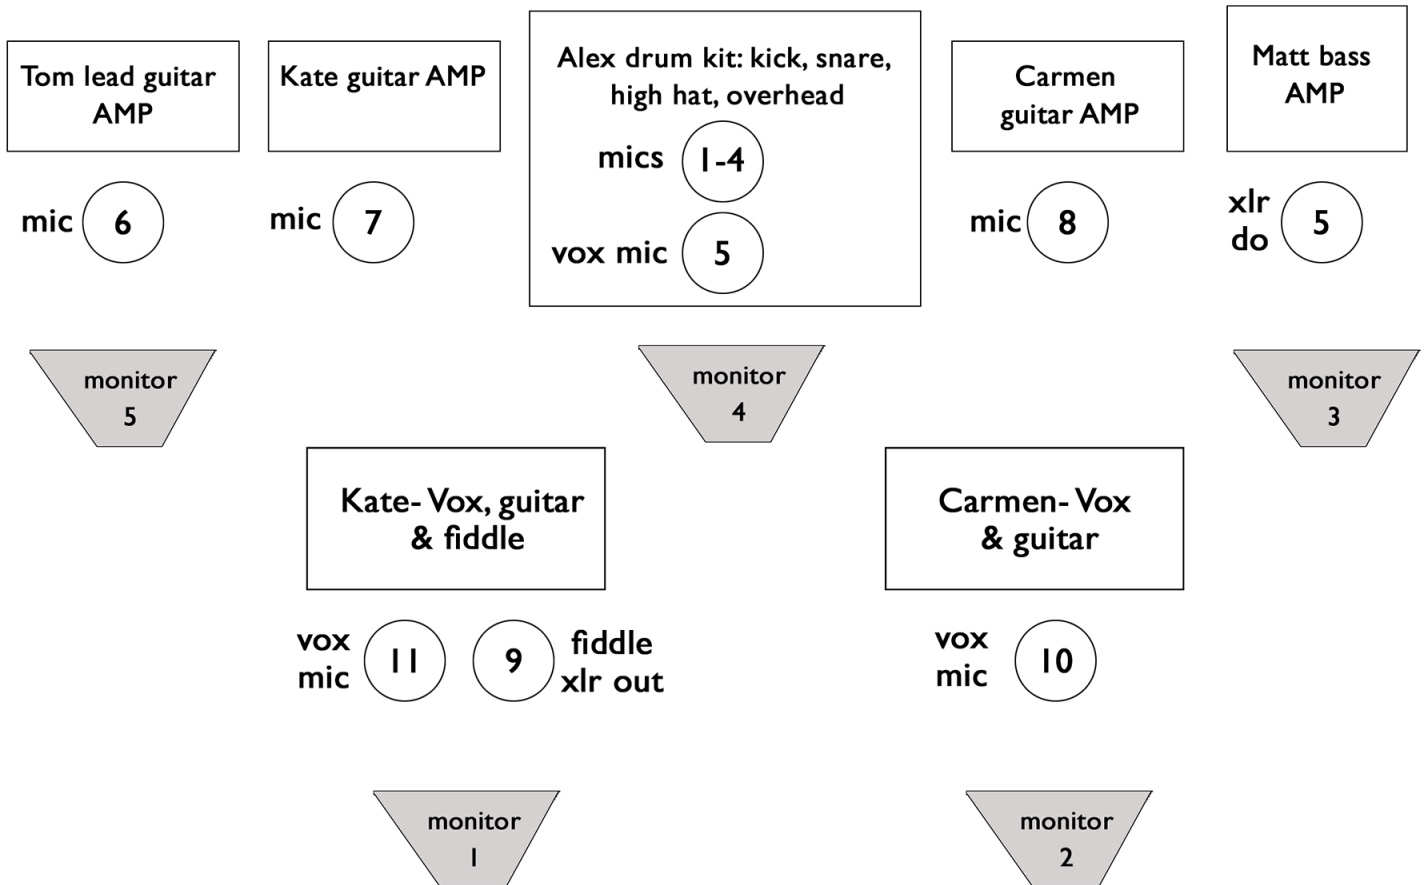 Tom lead guitar
AMP
mic 6
Kate guitar AMP
mic 7
Alex drum kit: kick, snare,
high hat, overhead
mics 1-4
vox mic 5
Carmen
guitar AMP
mic 8
Matt bass
AMP
xlr
do
5
monitor
5
monitor
4
monitor
3
Kate- Vox, guitar
& fiddle
vox
mic
11
9
fiddle
xlr out
Carmen- Vox
& guitar
vox
mic
10
monitor
1
monitor
2